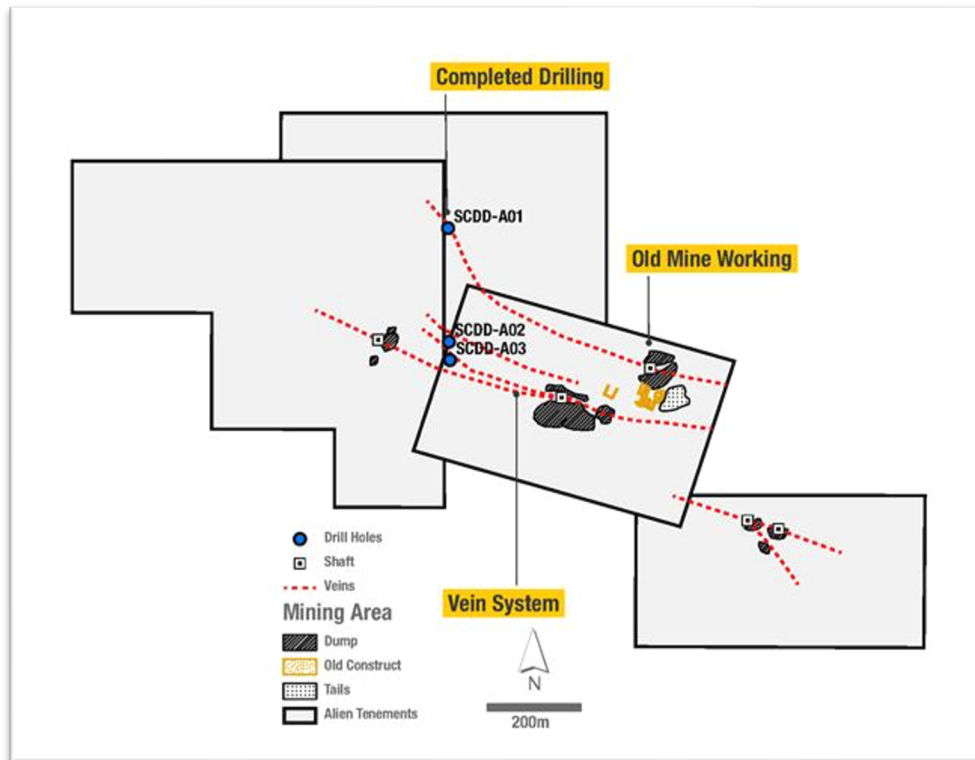 Completed Drilling
SCDD-A01
Old Mine Working
SCDD-A02
SCDD-A03
Drill Holes
Shaft
Veins
Mining Area
Dump
Old Construct
Tails
Alien Tenements
Vein System
N
200m